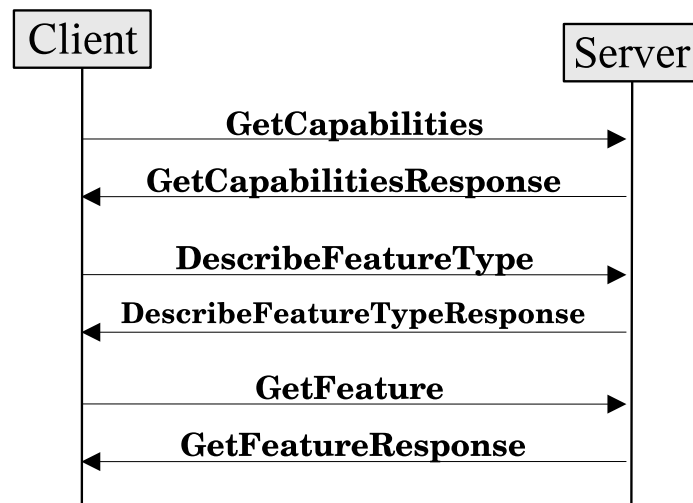 Client
Server
GetCapabilities
GetCapabilitiesResponse
DescribeFeatureType
DescribeFeatureTypeResponse
GetFeature
GetFeatureResponse